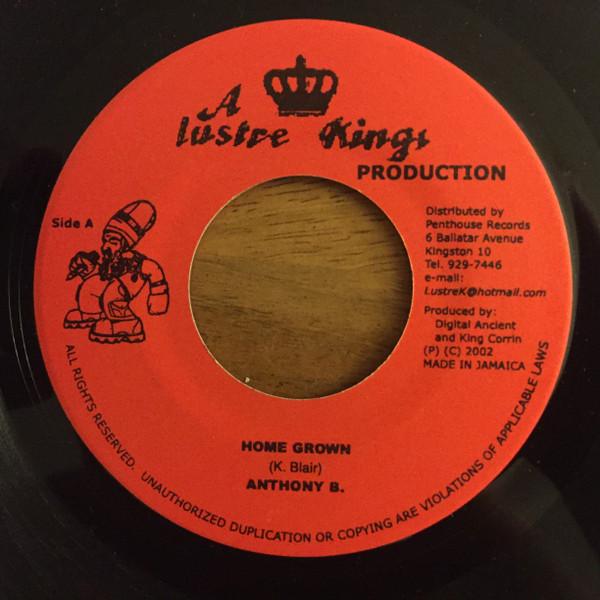 A
lustre Kings
PRODUCTION
Side A
Distributed by
Penthouse Records
6 Ballatar Avenue
Kingston 10
Tel. 929-7446
e-mail:
LustreK@hotmail.com
Produced by:
Digital Ancient
and King Corrin
(P) (C) 2002
MADE IN JAMAICA
HOME GROWN
(K. Blair)
ANTHONY B.
ALL RIGHTS RESERVED. UNAUTHORIZED DUPLICATION OR COPYING ARE VIOLATIONS OF APPLICABLE LAWS